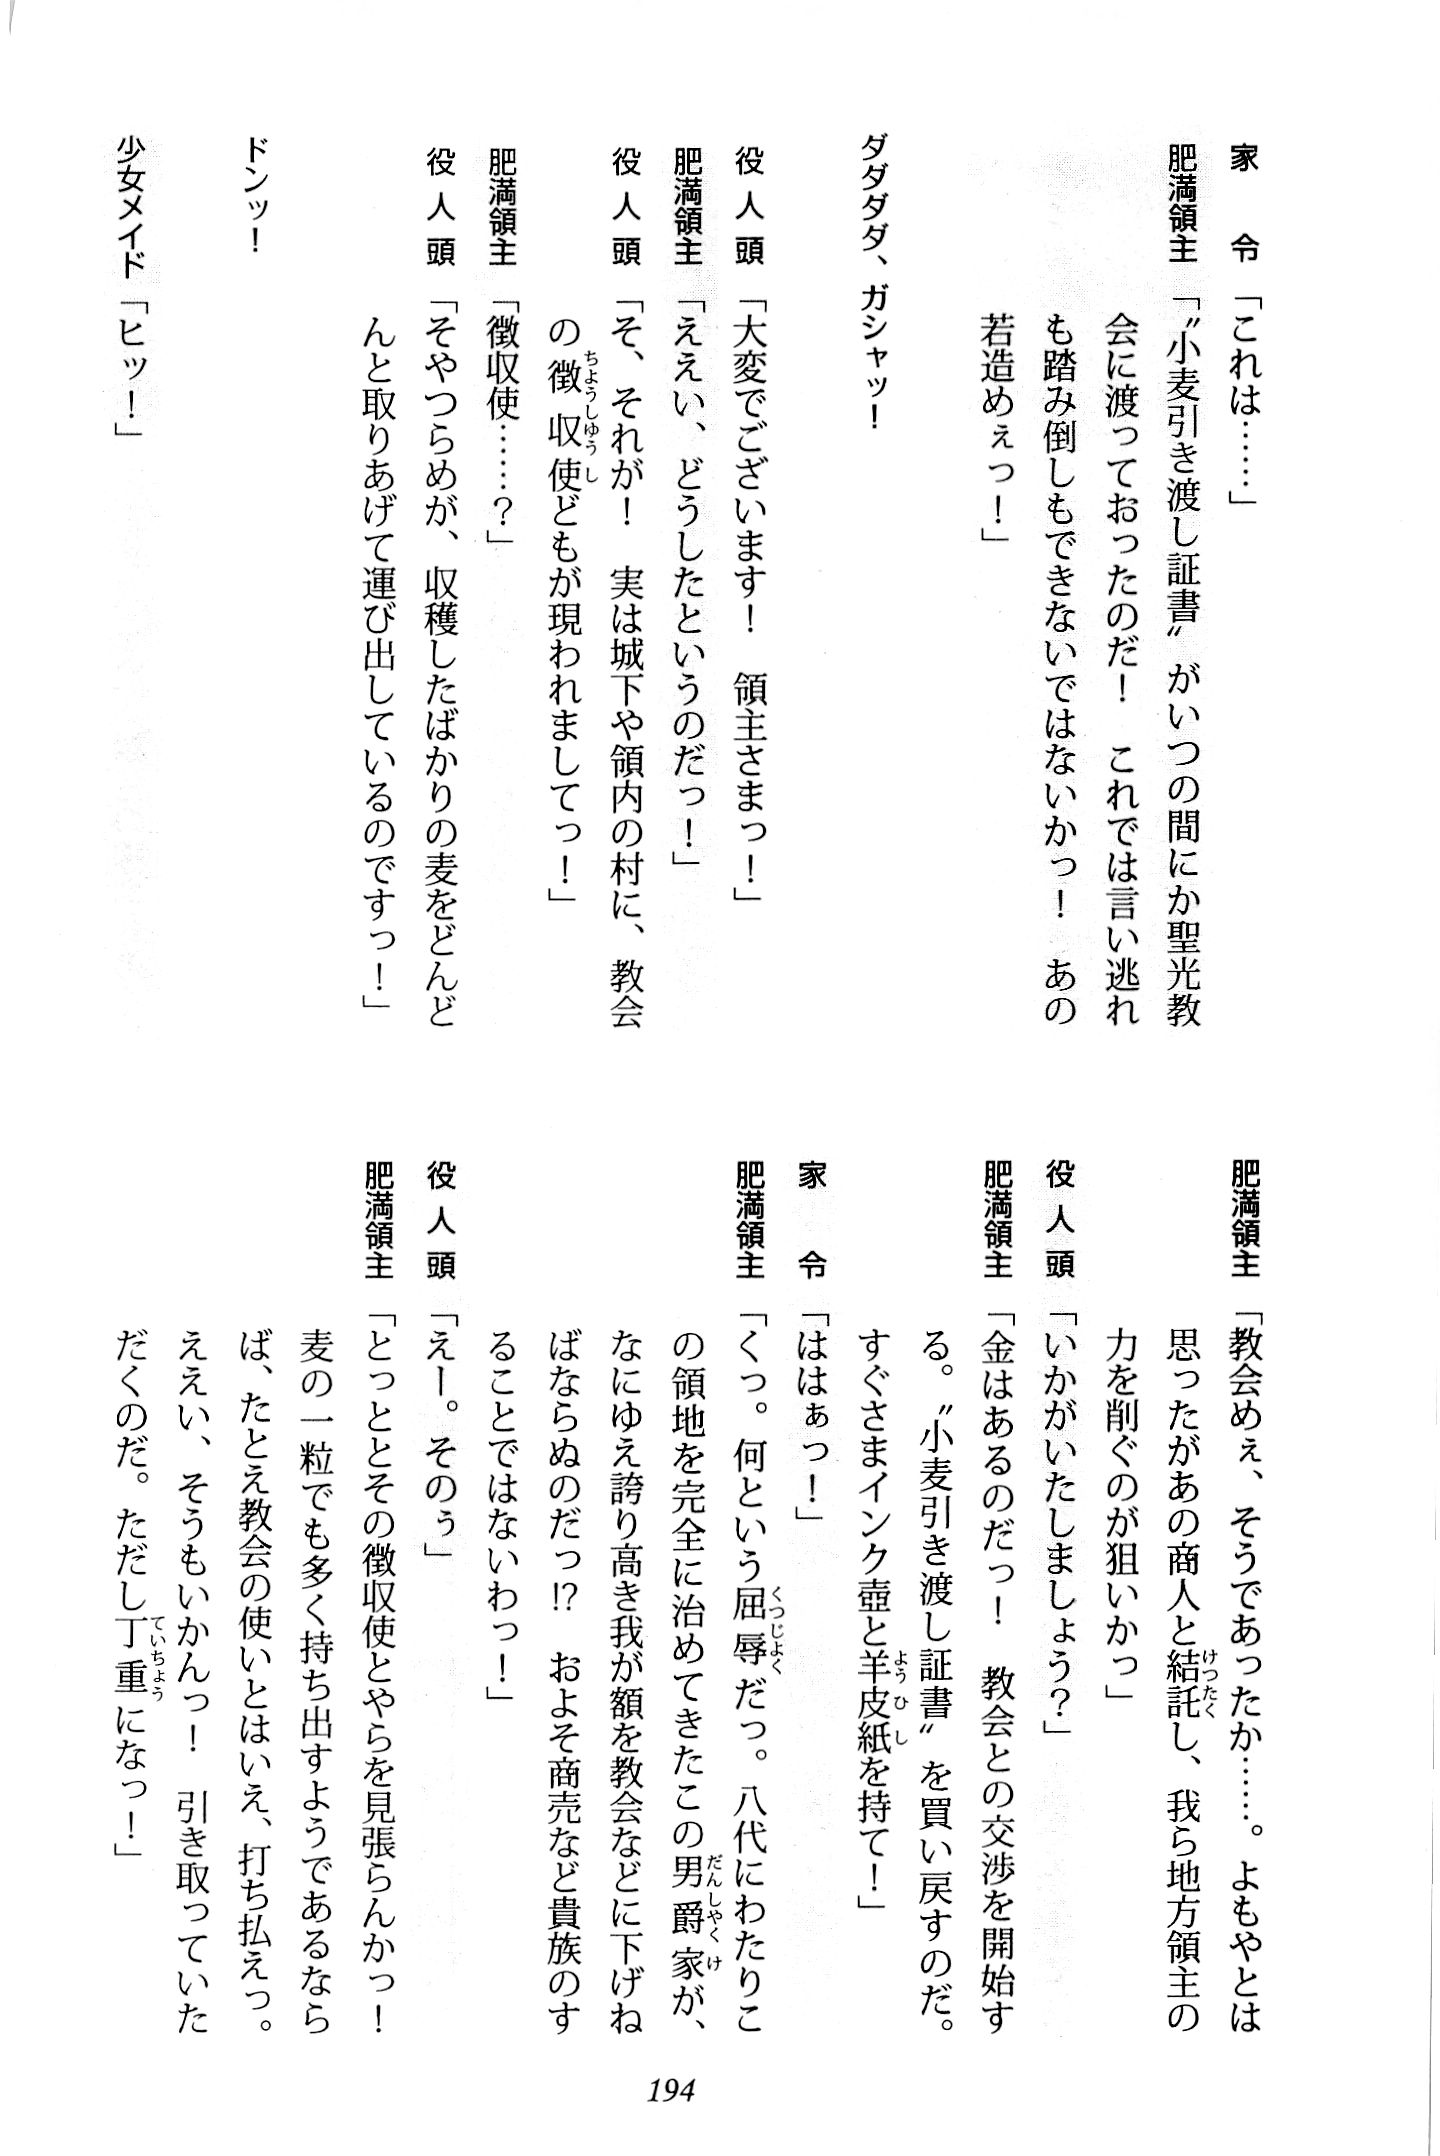 家　令「これは……」
肥満領主「〝小麦引き渡し証書〟がいつの間にか聖光教
会に渡っておったのだ！　これでは言い逃れ
も踏み倒しもできないではないかっ！　あの
若造めぇっ！」
ダダダダ、ガシャッ！
役人頭「大変でございます！　領主さまっ！」
肥満領主「ええい、どうしたというのだっ！」
役人頭「そ、それが！　実は城下や領内の村に、教会
の徴収使どもが現われましてっ！」
肥満領主「徴収使……？」
役人頭「そやつらめが、収穫したばかりの麦をどんど
んと取りあげて運び出しているのですっ！」
ドンッ！
少女メイド「ヒッ！」
肥満領主「教会めぇ、そうであったか……。よもやとは
思ったがあの商人と結託し、我ら地方領主の
力を削ぐのが狙いかっ」
役人頭「いかがいたしましょう？」
肥満領主「金はあるのだっ！　教会との交渉を開始す
る。〝小麦引き渡し証書〟を買い戻すのだ。
すぐさまインク壺と羊皮紙を持て！」
家　令「ははぁっ！」
肥満領主「くっ。何という屈辱だっ。八代にわたりこ
の領地を完全に治めてきたこの男爵家が、
なにゆえ誇り高き我が額を教会などに下げね
ばならぬのだっ!?　およそ商売など貴族のす
ることではないわっ！」
役人頭「えー。そのぅ」
肥満領主「とっととその徴収使とやらを見張らんかっ！
麦の一粒でも多く持ち出すようであるなら
ば、たとえ教会の使いとはいえ、打ち払えっ。
ええい、そうもいかんっ！　引き取っていた
だくのだ。ただし丁重になっ！」
194